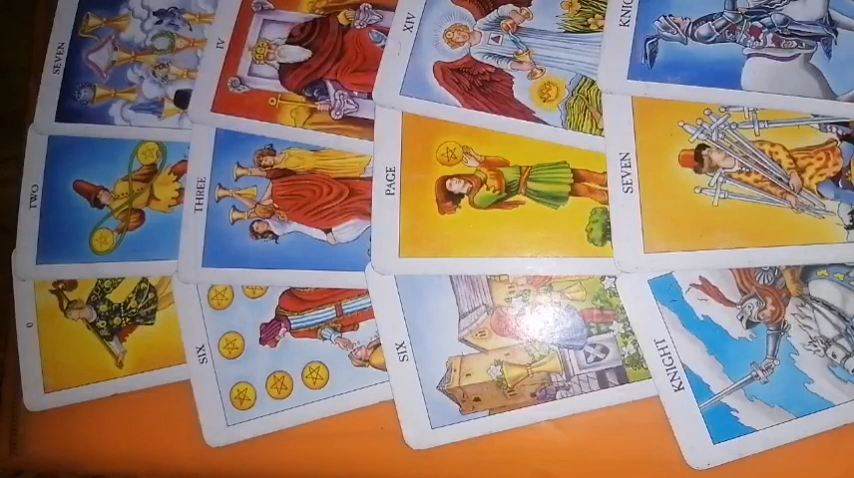 SEVEN
IV
XIV
KNIG
TWO
THREE
PAGE
SEVEN
0
SIX
SIX
KNIGHT